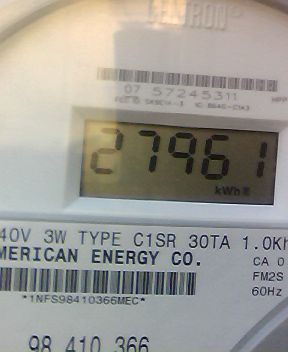 CENTRON®
07 57245311
27961
kWh
40V 3W TYPE C1SR 30TA 1.0Kh
MERICAN ENERGY CO.
CA 0
FM2S
*1NFS98410366MEC*
60Hz
98 410 366